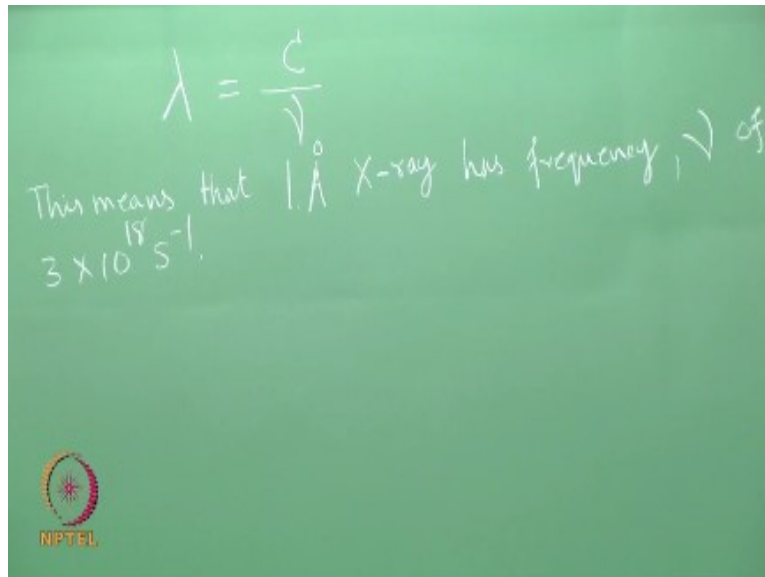 λ = C/ν
This means that 1 Å X-ray has frequency, ν of
3 X 10^18 S^-1.
NPTEL